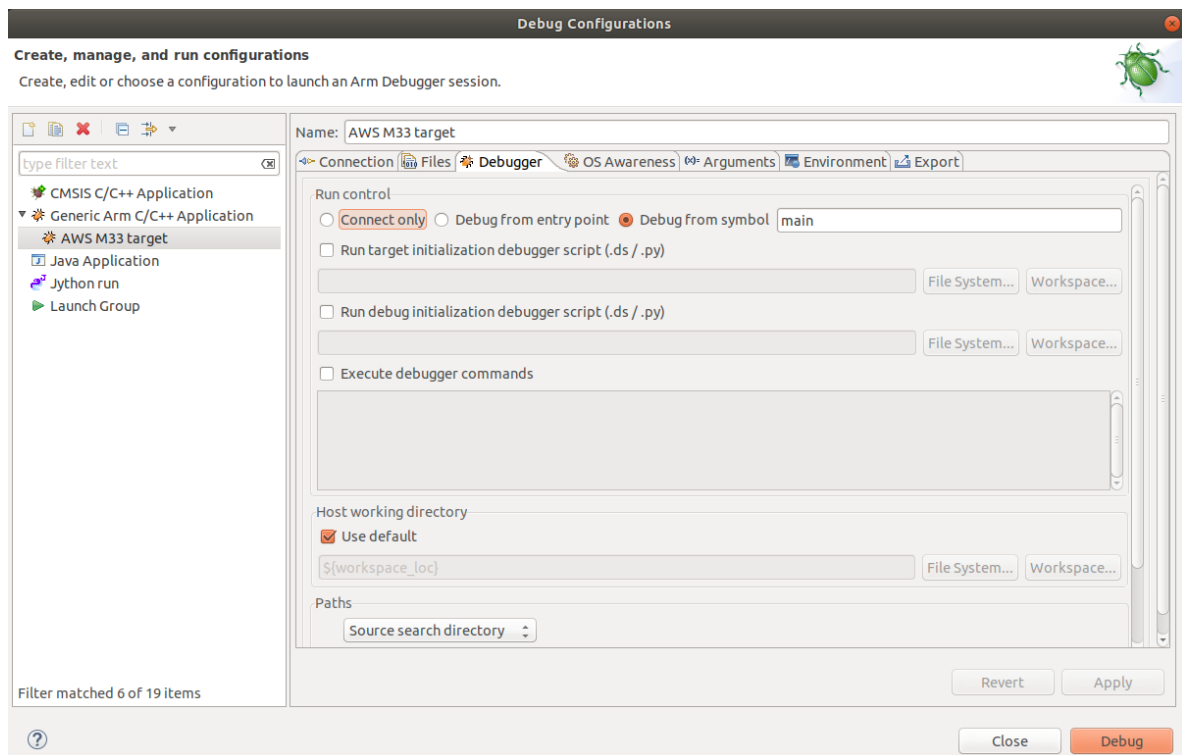 Debug Configurations
Create, manage, and run configurations
Create, edit or choose a configuration to launch an Arm Debugger session.
type filter text
CMSIS C/C++ Application
Generic Arm C/C++ Application
AWS M33 target
Java Application
Jython run
Launch Group
Filter matched 6 of 19 items
Name: AWS M33 target
Connection Files Debugger OS Awareness (x)= Arguments Environment Export
Run control
Connect only Debug from entry point Debug from symbol main
Run target initialization debugger script (.ds / .py)
File System... Workspace...
Run debug initialization debugger script (.ds / .py)
File System... Workspace...
Execute debugger commands
Host working directory
Use default
${workspace_loc} File System... Workspace...
Paths
Source search directory
Revert Apply
? Close Debug